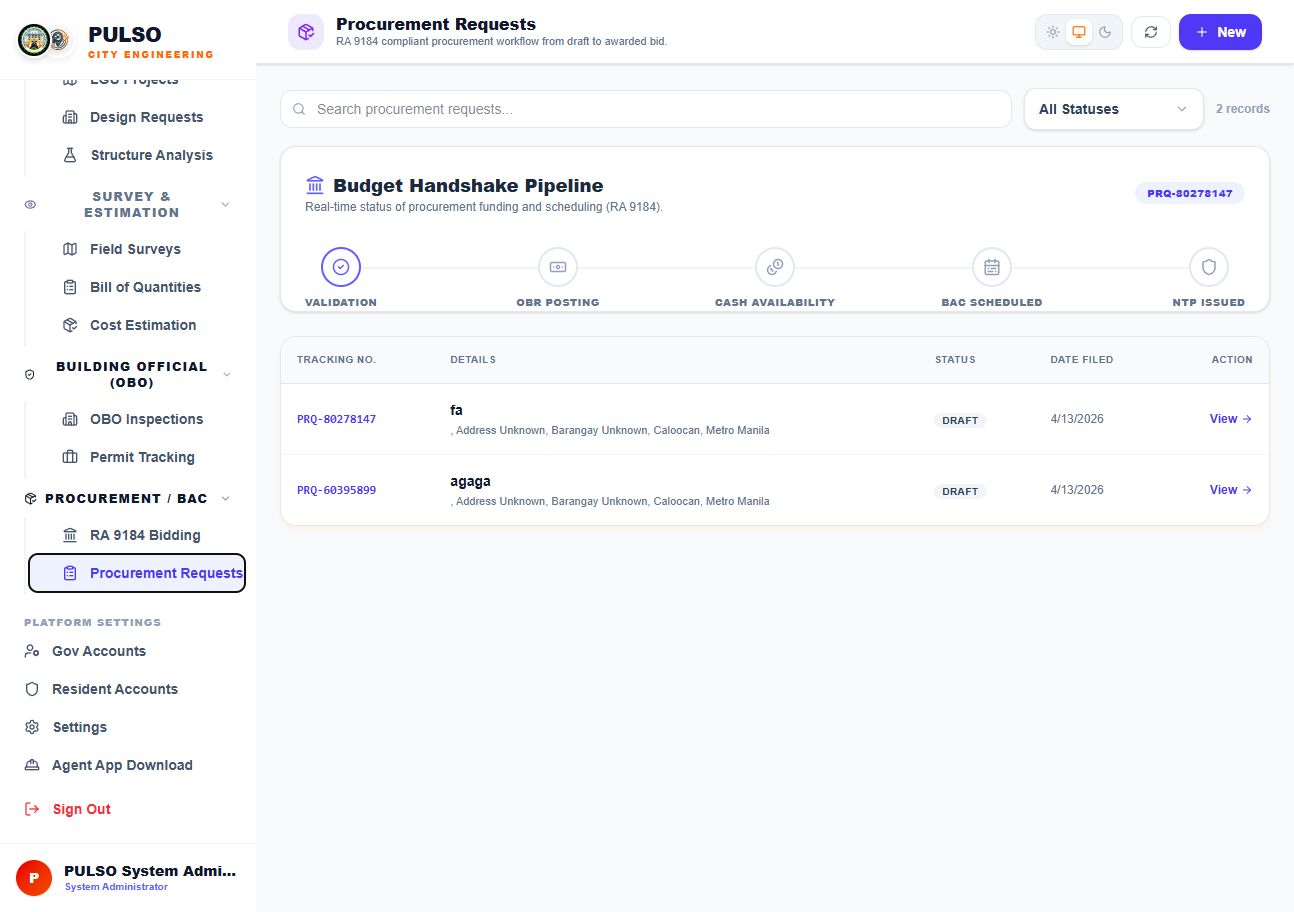 PULSO
CITY ENGINEERING
LGU Projects
Design Requests
Structure Analysis
SURVEY &
ESTIMATION
Field Surveys
Bill of Quantities
Cost Estimation
BUILDING OFFICIAL
(OBO)
OBO Inspections
Permit Tracking
PROCUREMENT / BAC
RA 9184 Bidding
Procurement Requests
PLATFORM SETTINGS
Gov Accounts
Resident Accounts
Settings
Agent App Download
Sign Out
P
PULSO System Admi...
System Administrator
Procurement Requests
RA 9184 compliant procurement workflow from draft to awarded bid.
New
Search procurement requests...
All Statuses
2 records
Budget Handshake Pipeline
Real-time status of procurement funding and scheduling (RA 9184).
PRQ-80278147
VALIDATION
OBR POSTING
CASH AVAILABILITY
BAC SCHEDULED
NTP ISSUED
TRACKING NO. DETAILS STATUS DATE FILED ACTION
PRQ-80278147 fa DRAFT 4/13/2026 View →
, Address Unknown, Barangay Unknown, Caloocan, Metro Manila
PRQ-60395899 agaga DRAFT 4/13/2026 View →
, Address Unknown, Barangay Unknown, Caloocan, Metro Manila